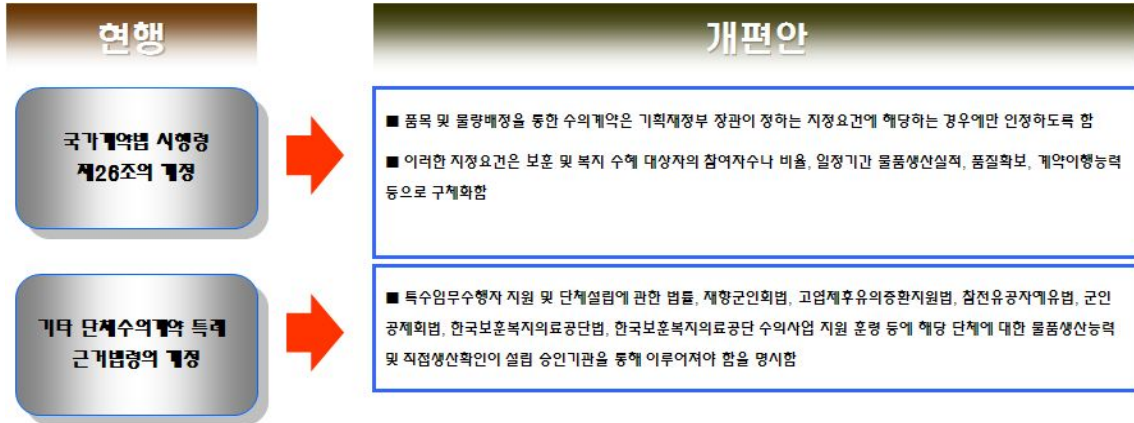 현행
개편안
국가계약법 시행령
제26조의 개정
■ 품목 및 물량배정을 통한 수의계약은 기획재정부 장관이 정하는 지정요건에 해당하는 경우에만 인정하도록 함
■ 이러한 지정요건은 보훈 및 복지 수혜 대상자의 참여자수나 비율, 일정기간 물품생산실적, 품질확보, 계약이행능력
등으로 구체화함
기타 단체수의계약 특례
근거법령의 개정
■ 특수임무수행자 지원 및 단체설립에 관한 법률, 재향군인회법, 고엽제후유의증환지원법, 참전유공자예유법, 군인
공제회법, 한국보훈복지의료공단법, 한국보훈복지의료공단 수의사업 지원 훈령 등에 해당 단체에 대한 물품생산능력
및 직접생산확인이 설립 승인기관을 통해 이루어져야 함을 명시함